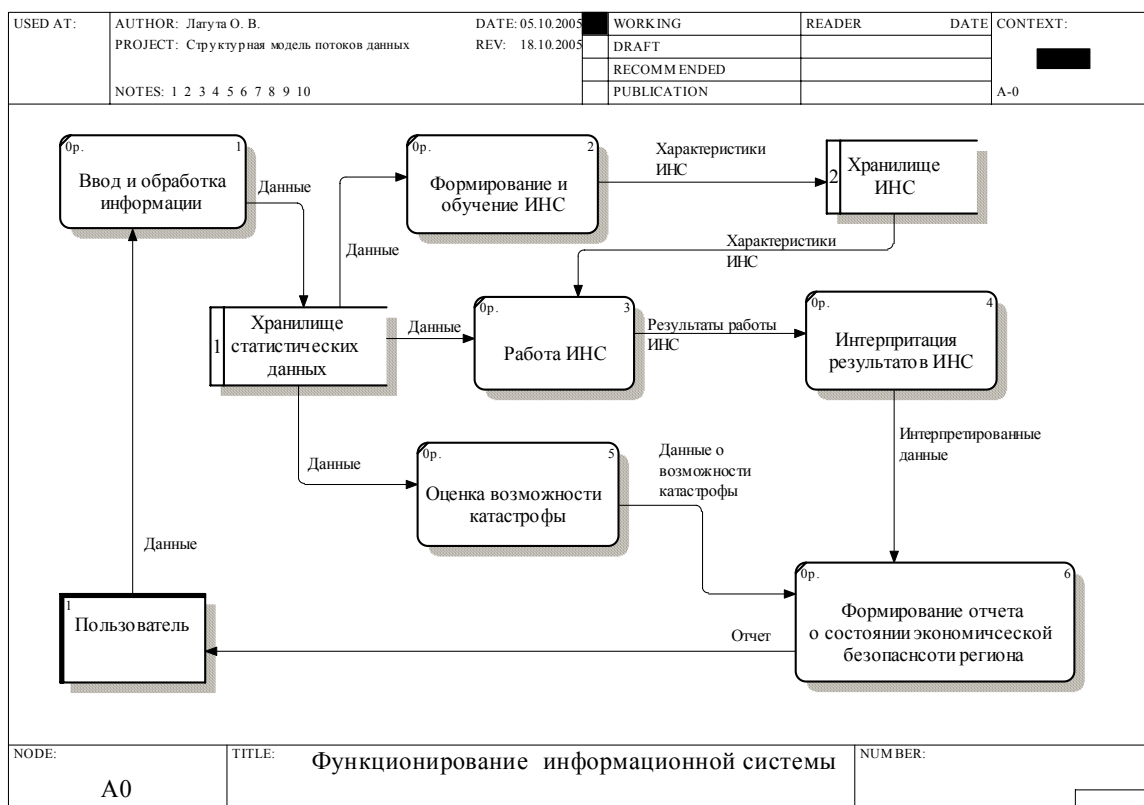 USED AT:
AUTHOR: Латута О. В.
DATE: 05.10.2005
PROJECT: Структурная модель потоков данных
REV: 18.10.2005
NOTES: 1 2 3 4 5 6 7 8 9 10
WORKING
DRAFT
RECOMMENDED
PUBLICATION
READER
DATE
CONTEXT:
A-0
0р.
1
Ввод и обработка
информации
Данные
0р.
2
Формирование и
обучение ИНС
Характеристики
ИНС
2
Хранилище
ИНС
Данные
Характеристики
ИНС
1
Хранилище
статистических
данных
Данные
0р.
3
Работа ИНС
Результаты работы
ИНС
0р.
4
Интерпритация
результатов ИНС
Данные
0р.
5
Оценка возможности
катастрофы
Данные о
возможности
катастрофы
Интерпретированные
данные
Данные
1
Пользователь
Отчет
0р.
6
Формирование отчета
о состоянии экономичсеской
безопаснсоти региона
NODE:
A0
TITLE:
Функционирование информационной системы
NUMBER: